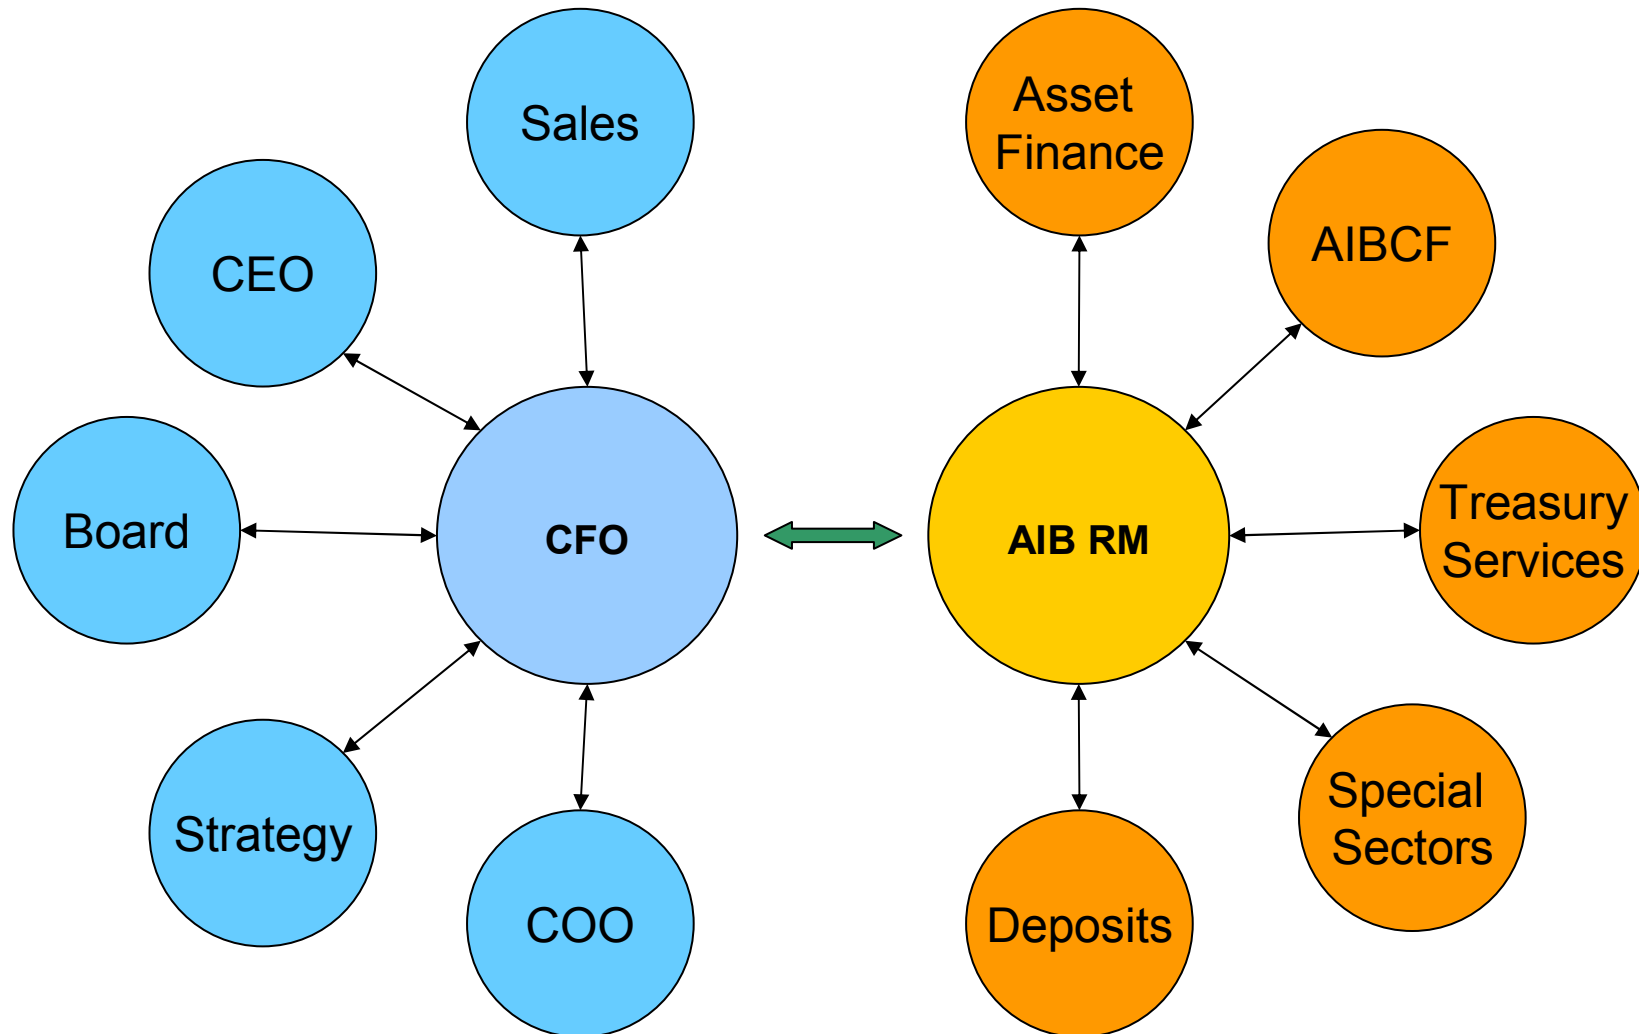 Sales
Asset
Finance
CEO
AIBCF
Board
CFO
AIB RM
Treasury
Services
Strategy
Special
Sectors
COO
Deposits